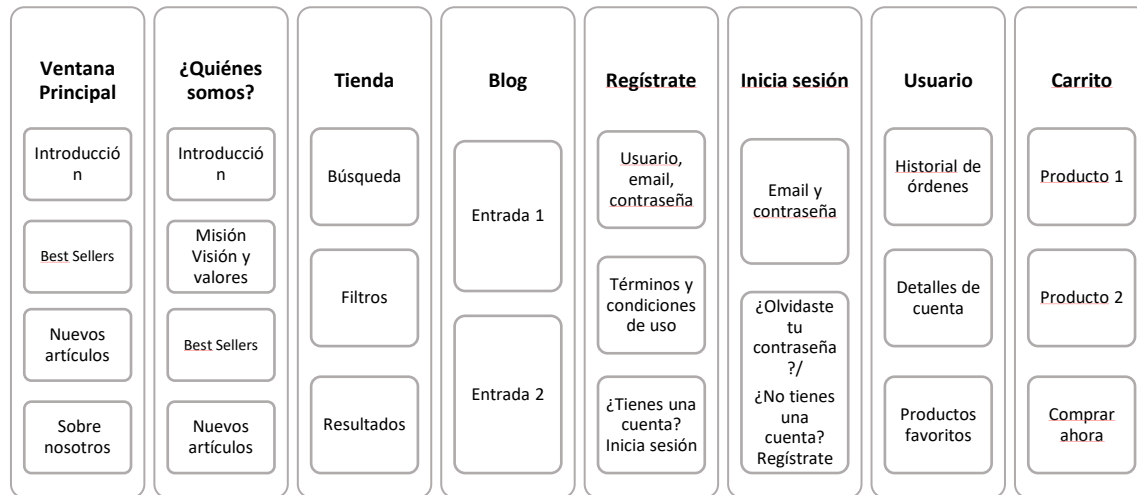 Ventana
Principal
Introducció
n
Best Sellers
Nuevos
artículos
Sobre
nosotros
¿Quiénes
somos?
Introducció
n
Misión
Visión y
valores
Best Sellers
Nuevos
artículos
Tienda
Búsqueda
Filtros
Resultados
Blog
Entrada 1
Entrada 2
Regístrate
Usuario,
email,
contraseña
Términos y
condiciones
de uso
¿Tienes una
cuenta?
Inicia sesión
Inicia sesión
Email y
contraseña
¿Olvidaste
tu
contraseña
?/
¿No tienes
una
cuenta?
Regístrate
Usuario
Historial de
órdenes
Detalles de
cuenta
Productos
favoritos
Carrito
Producto 1
Producto 2
Comprar
ahora